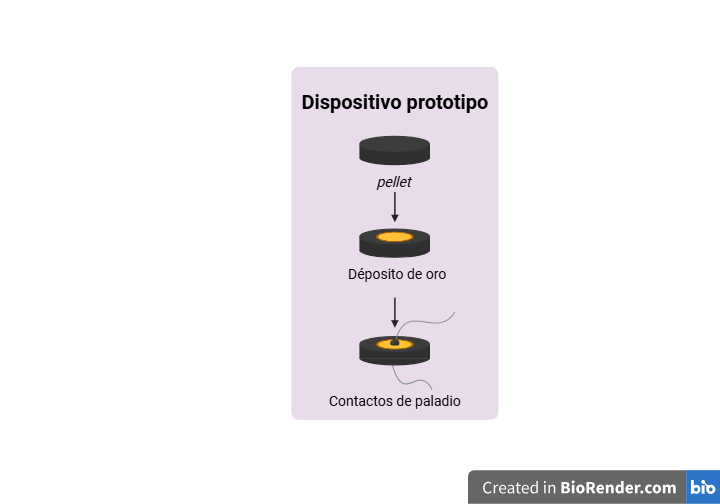 Dispositivo prototipo
pellet
Déposito de oro
Contactos de paladio
Created in BioRender.com bio